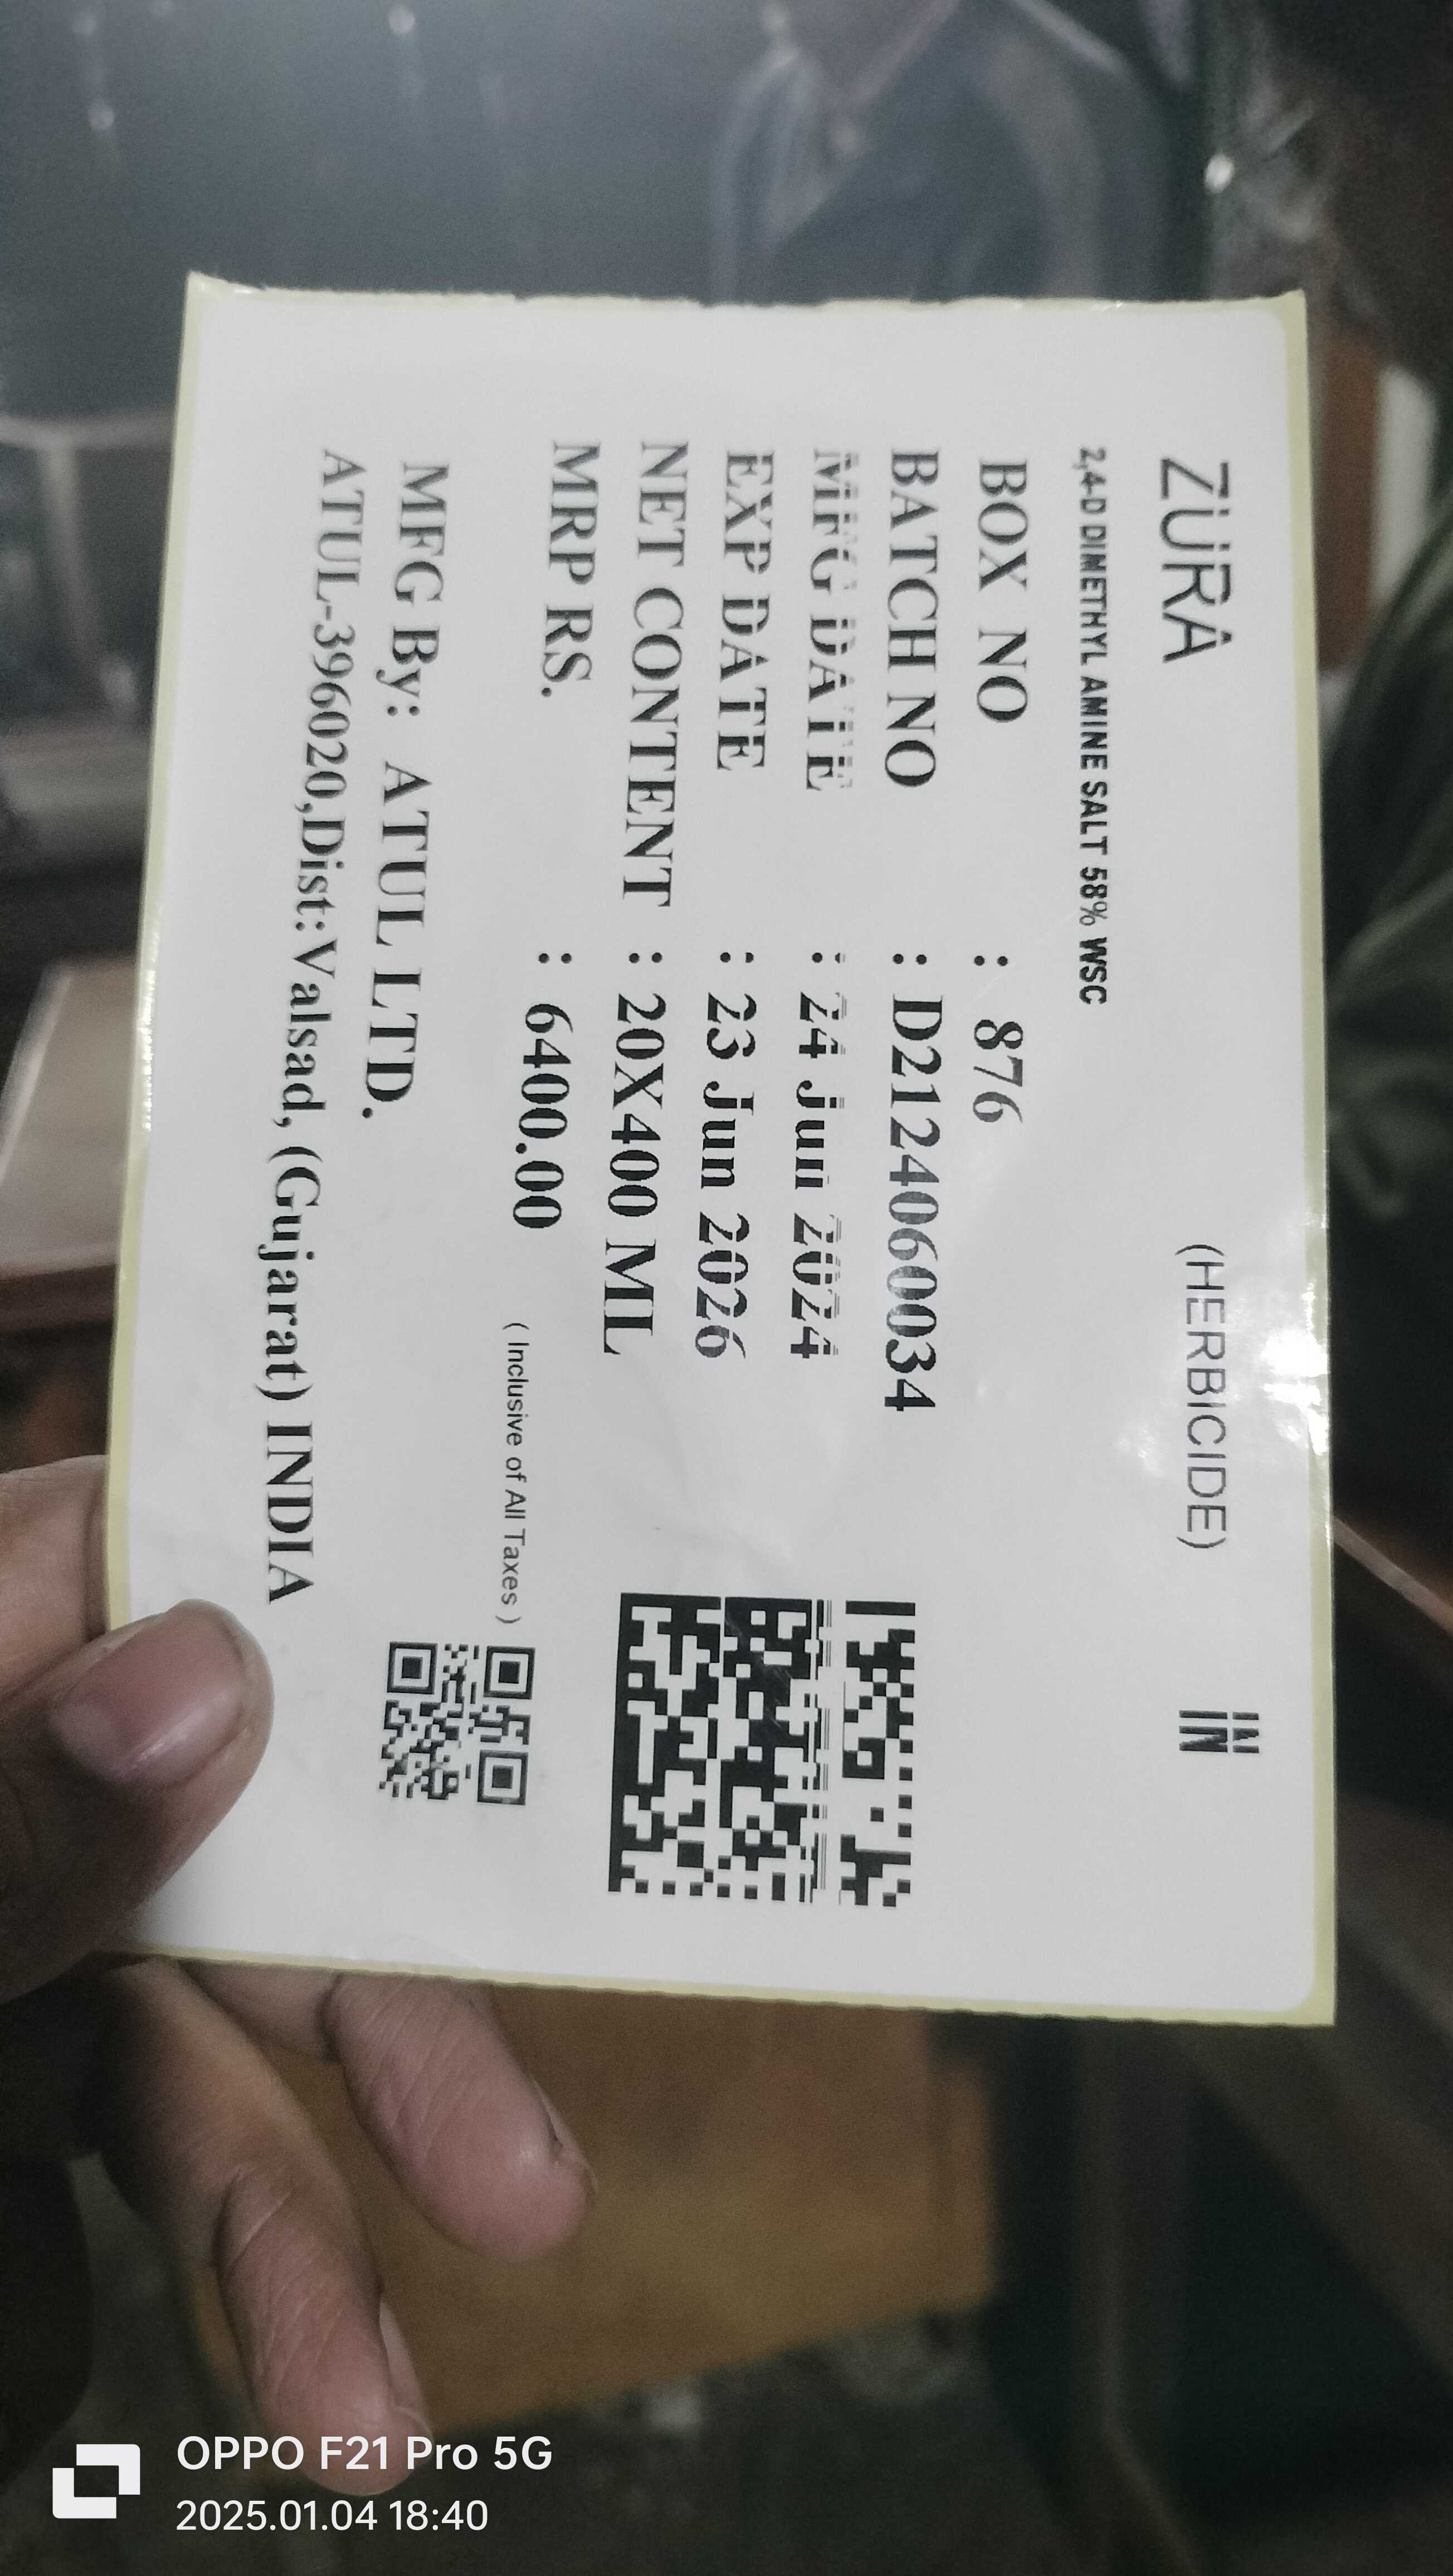 ZURA (HERBICIDE) IN
2,4-D DIMETHYL AMINE SALT 58% WSC
BOX NO : 876
BATCH NO : D2124060034
MFG DATE : 24 Jun 2024
EXP DATE : 23 Jun 2026
NET CONTENT : 20X400 ML
MRP RS. : 6400.00 ( Inclusive of All Taxes )
MFG By: ATUL LTD.
ATUL-396020,Dist:Valsad, (Gujarat) INDIA
OPPO F21 Pro 5G
2025.01.04 18:40